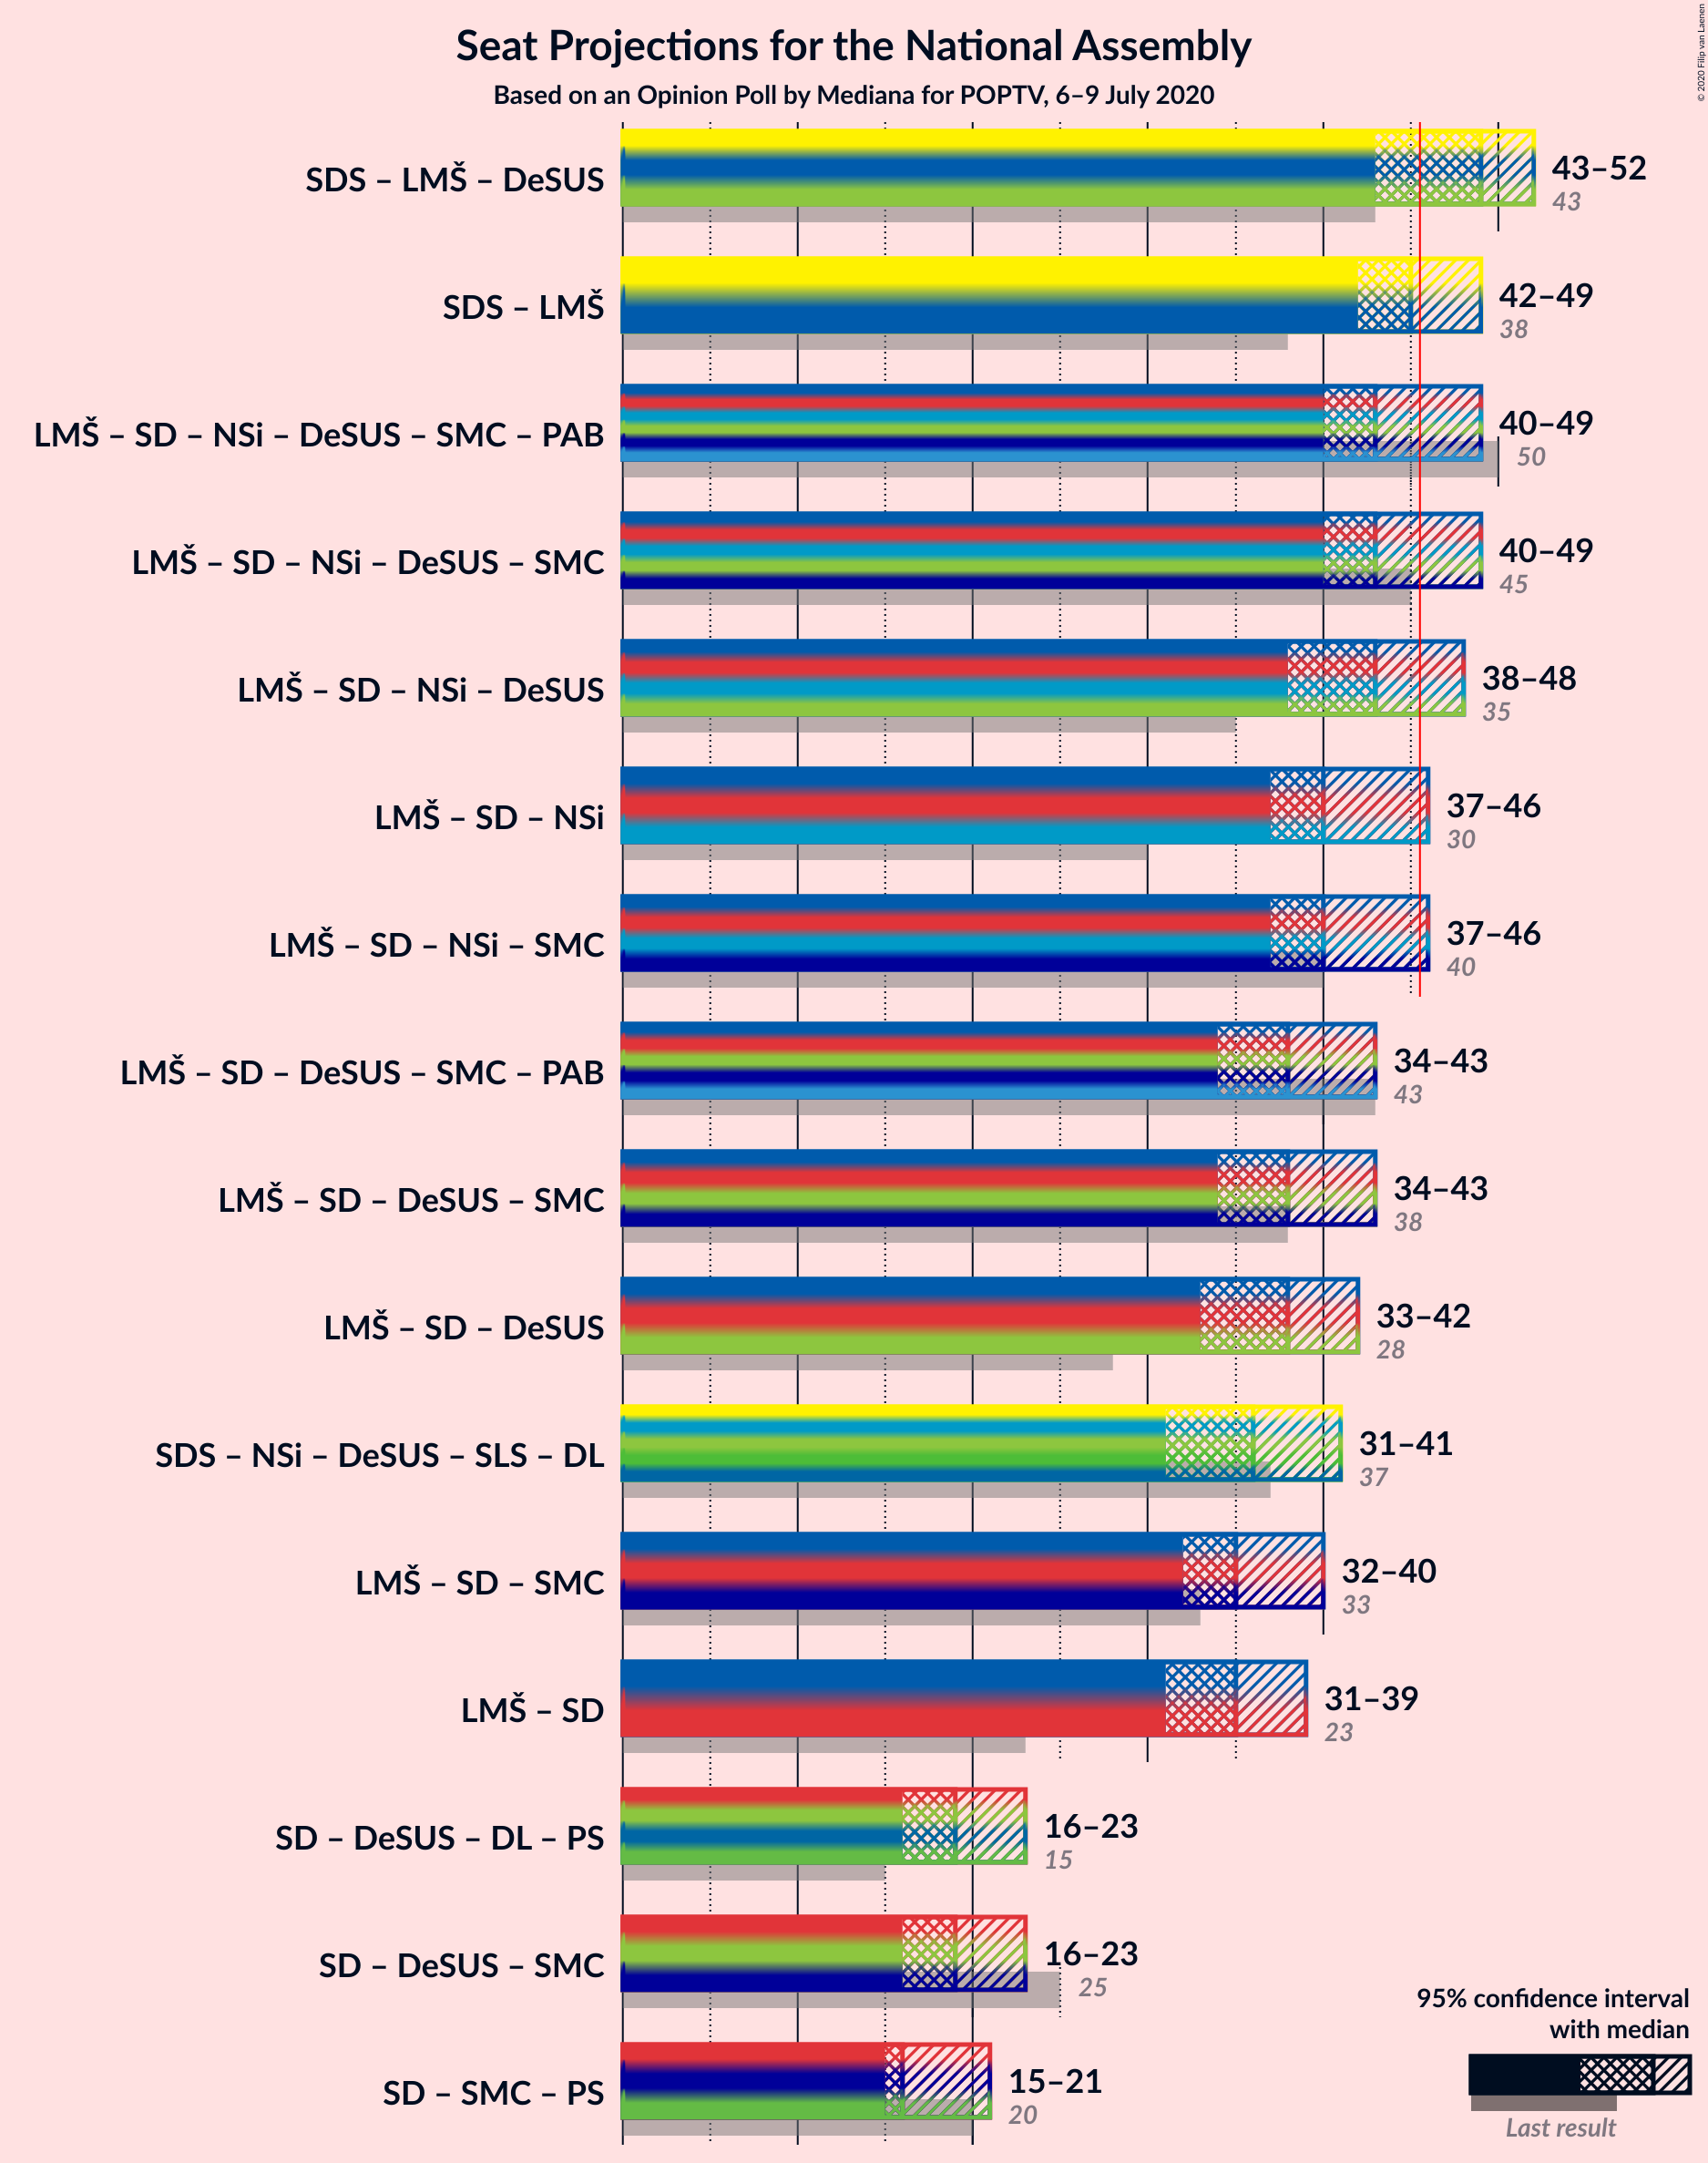 Seat Projections for the National Assembly
Based on an Opinion Poll by Mediana for POPTV, 6–9 July 2020
© 2020 Filip van Laenen
SDS – LMŠ – DeSUS
43–52
43
SDS – LMŠ
42–49
38
LMŠ – SD – NSi – DeSUS – SMC – PAB
40–49
50
LMŠ – SD – NSi – DeSUS – SMC
40–49
45
LMŠ – SD – NSi – DeSUS
38–48
35
LMŠ – SD – NSi
37–46
30
LMŠ – SD – NSi – SMC
37–46
40
LMŠ – SD – DeSUS – SMC – PAB
34–43
43
LMŠ – SD – DeSUS – SMC
34–43
38
LMŠ – SD – DeSUS
33–42
28
SDS – NSi – DeSUS – SLS – DL
31–41
37
LMŠ – SD – SMC
32–40
33
LMŠ – SD
31–39
23
SD – DeSUS – DL – PS
16–23
15
SD – DeSUS – SMC
16–23
25
SD – SMC – PS
15–21
20
95% confidence interval
with median
Last result